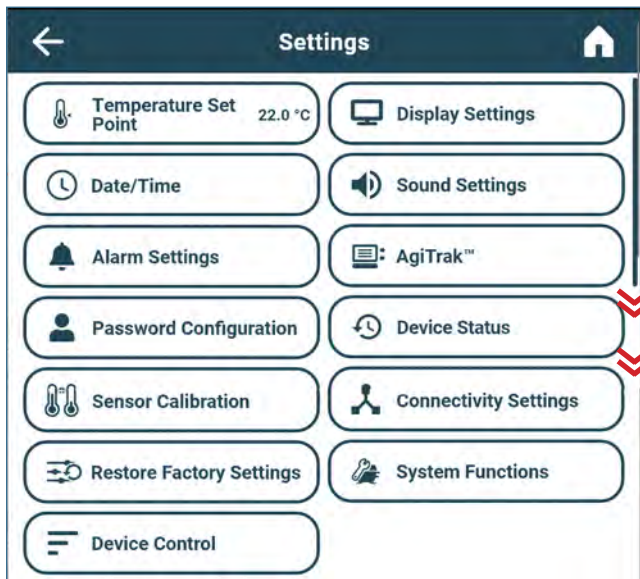 Settings
Temperature Set
Point
22.0 °C
Display Settings
Date/Time
Sound Settings
Alarm Settings
AgiTrak™
Password Configuration
Device Status
Sensor Calibration
Connectivity Settings
Restore Factory Settings
System Functions
Device Control